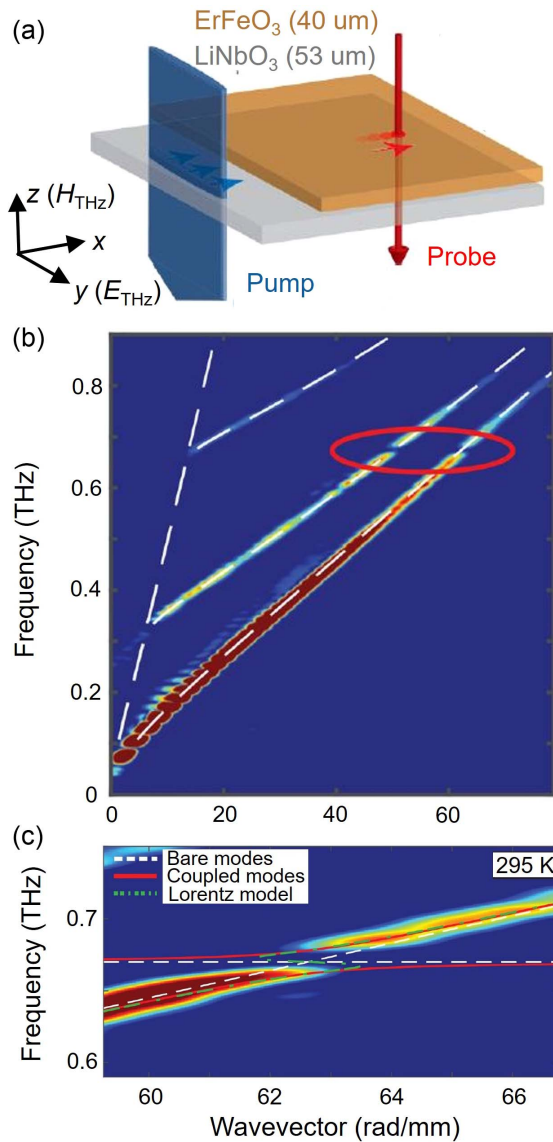 (a)
ErFeO₃ (40 um)
LiNbO₃ (53 um)
z (H_THz)
x
y (E_THz)
Pump
Probe
(b)
Frequency (THz)
0.8
0.6
0.4
0.2
0
0 20 40 60
(c)
Bare modes
Coupled modes
Lorentz model
295 K
Frequency (THz)
0.7
0.6
60 62 64 66
Wavevector (rad/mm)